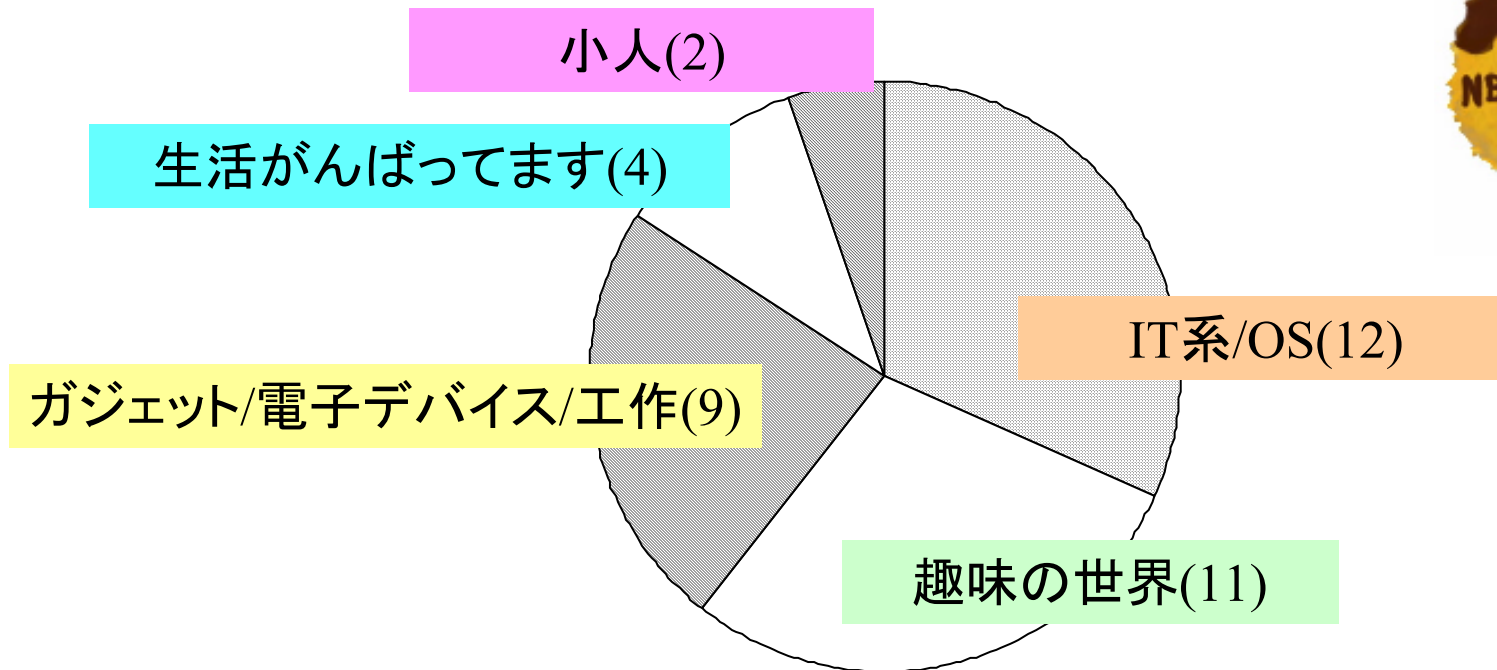 小人(2)
生活がんばってます(4)
IT系/OS(12)
ガジェット/電子デバイス/工作(9)
趣味の世界(11)